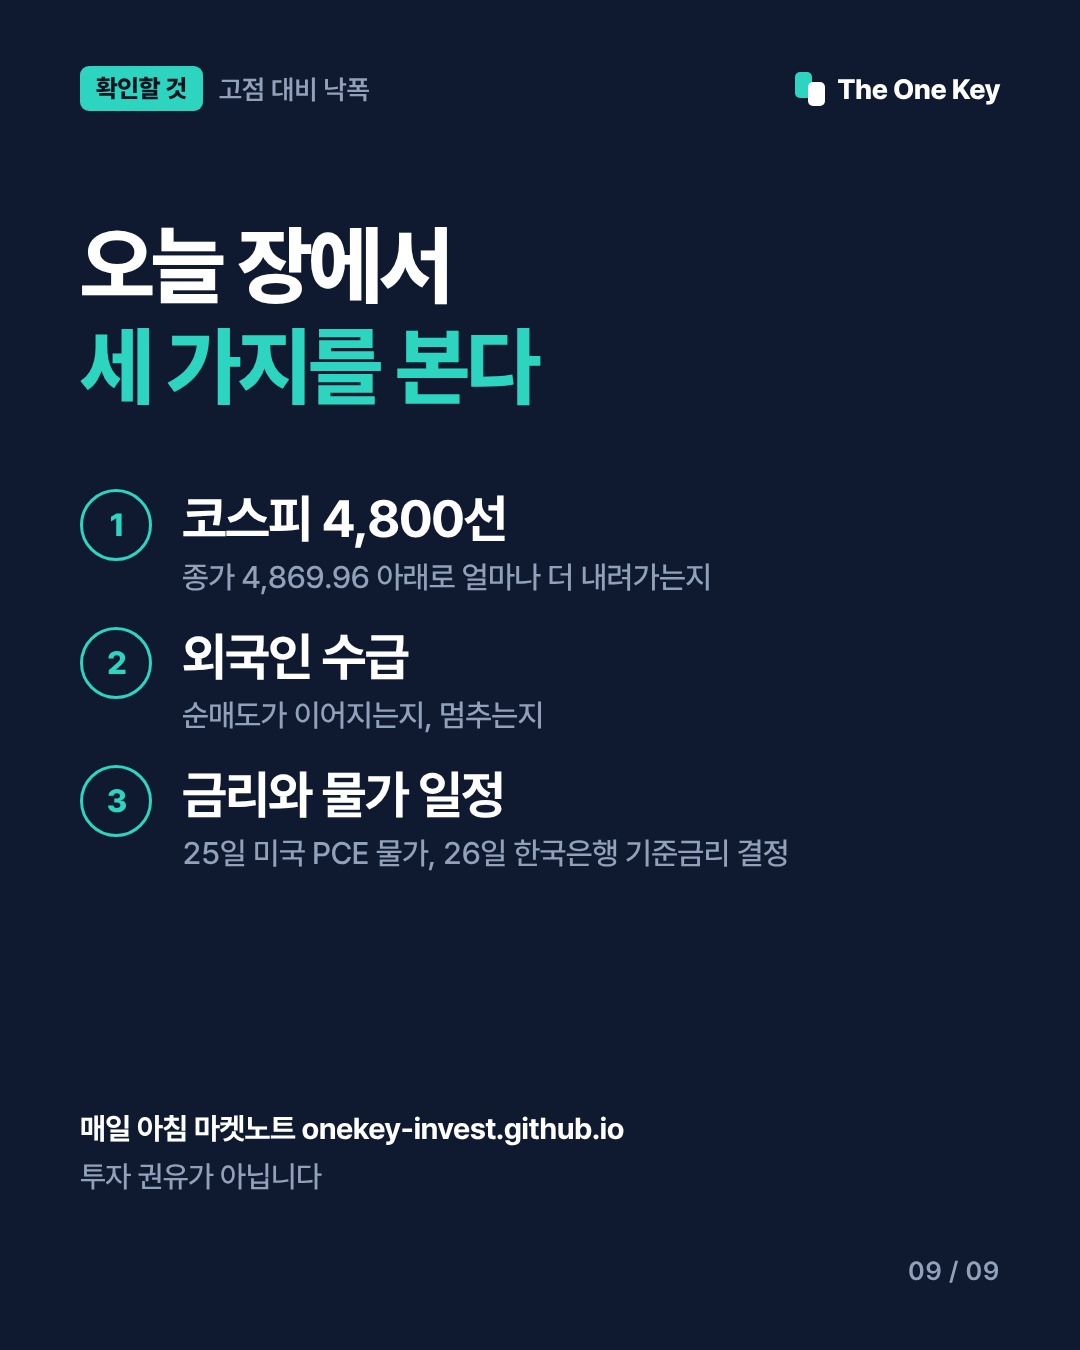 확인할 것 고점 대비 낙폭
The One Key
오늘 장에서
세 가지를 본다
1 코스피 4,800선
종가 4,869.96 아래로 얼마나 더 내려가는지
2 외국인 수급
순매도가 이어지는지, 멈추는지
3 금리와 물가 일정
25일 미국 PCE 물가, 26일 한국은행 기준금리 결정
매일 아침 마켓노트 onekey-invest.github.io
투자 권유가 아닙니다
09 / 09